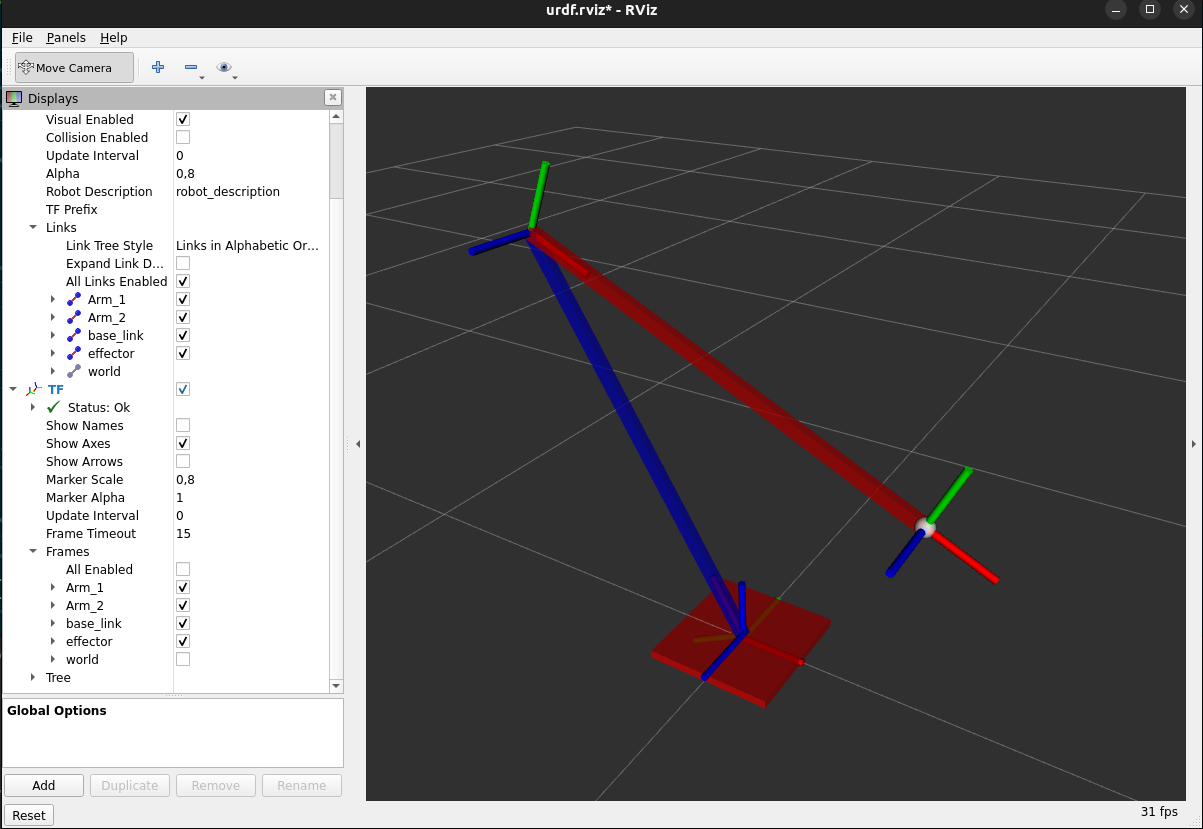 urdf.rviz* - RViz
File Panels Help
Move Camera
Displays
Visual Enabled
Collision Enabled
Update Interval 0
Alpha 0,8
Robot Description robot_description
TF Prefix
Links
Link Tree Style Links in Alphabetic Or...
Expand Link D...
All Links Enabled
Arm_1
Arm_2
base_link
effector
world
TF
Status: Ok
Show Names
Show Axes
Show Arrows
Marker Scale 0,8
Marker Alpha 1
Update Interval 0
Frame Timeout 15
Frames
All Enabled
Arm_1
Arm_2
base_link
effector
world
Tree
Global Options
Add Duplicate Remove Rename
Reset 31 fps